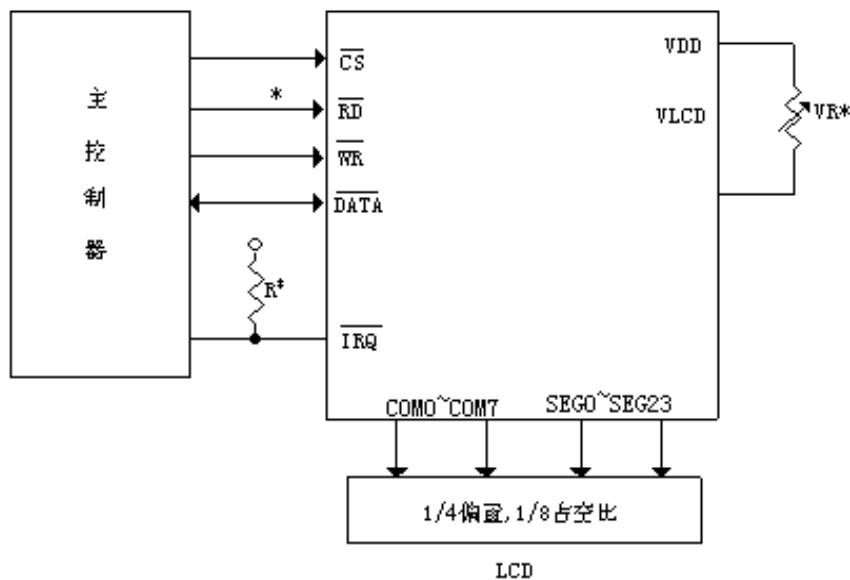 主控制器
CS
*
RD
WR
DATA
R‡
IRQ
VDD
VLCD
VR*
COM0~COM7
SEG0~SEG23
1/4偏置,1/8占空比
LCD